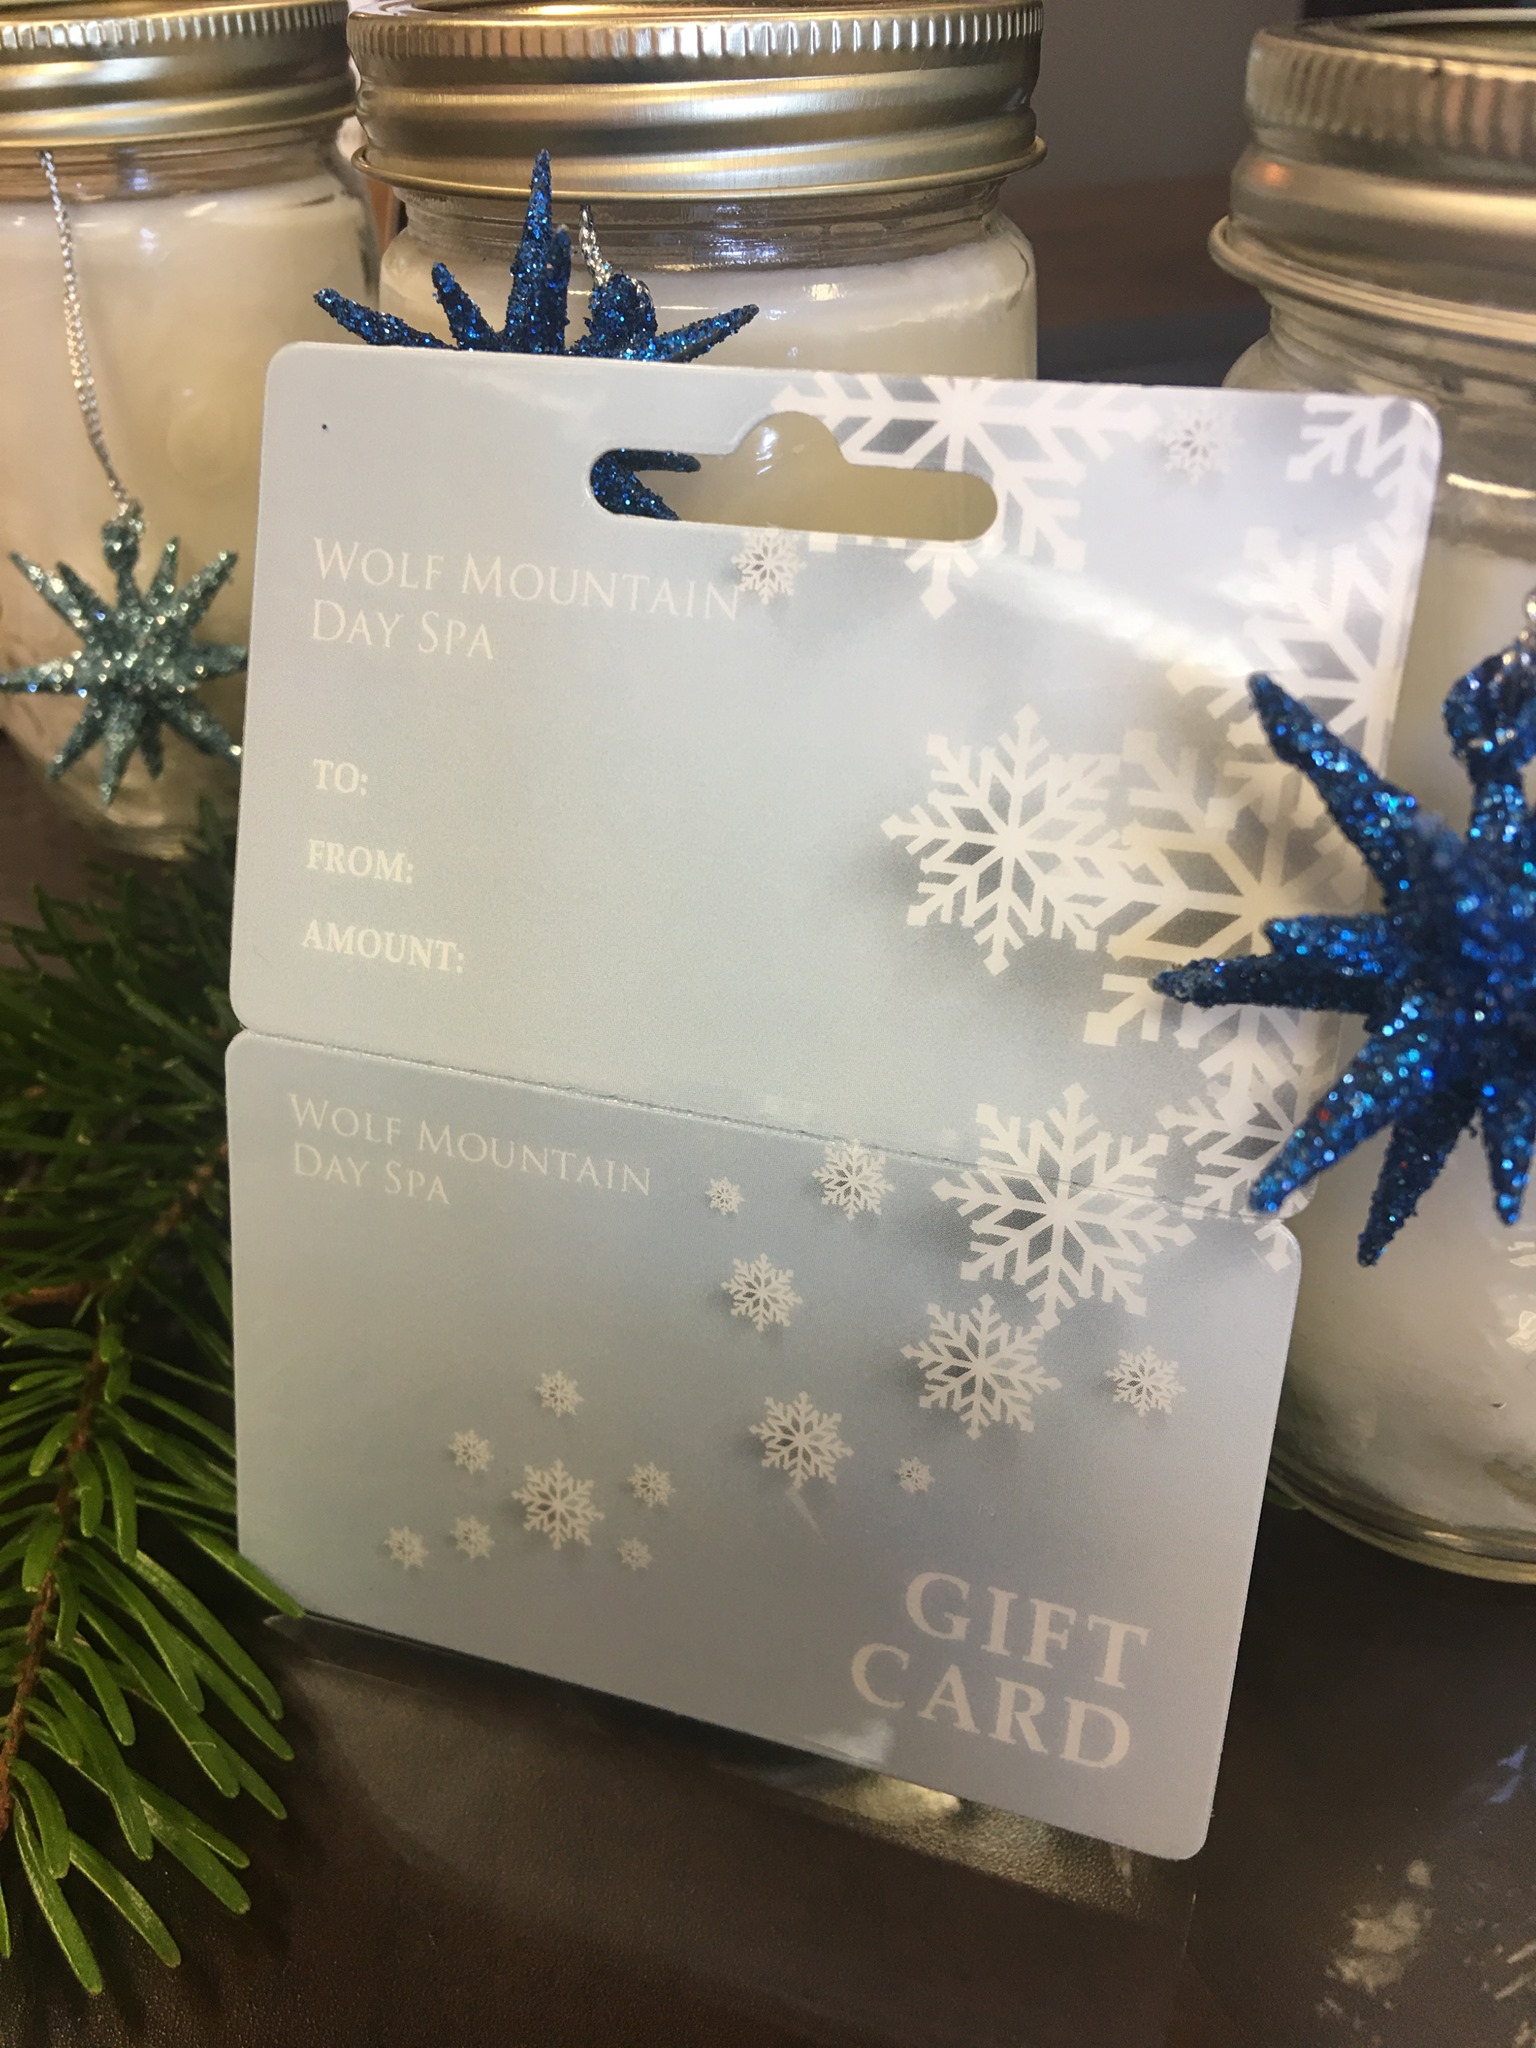 WOLF MOUNTAIN
DAY SPA
TO:
FROM:
AMOUNT:
WOLF MOUNTAIN
DAY SPA
GIFT
CARD